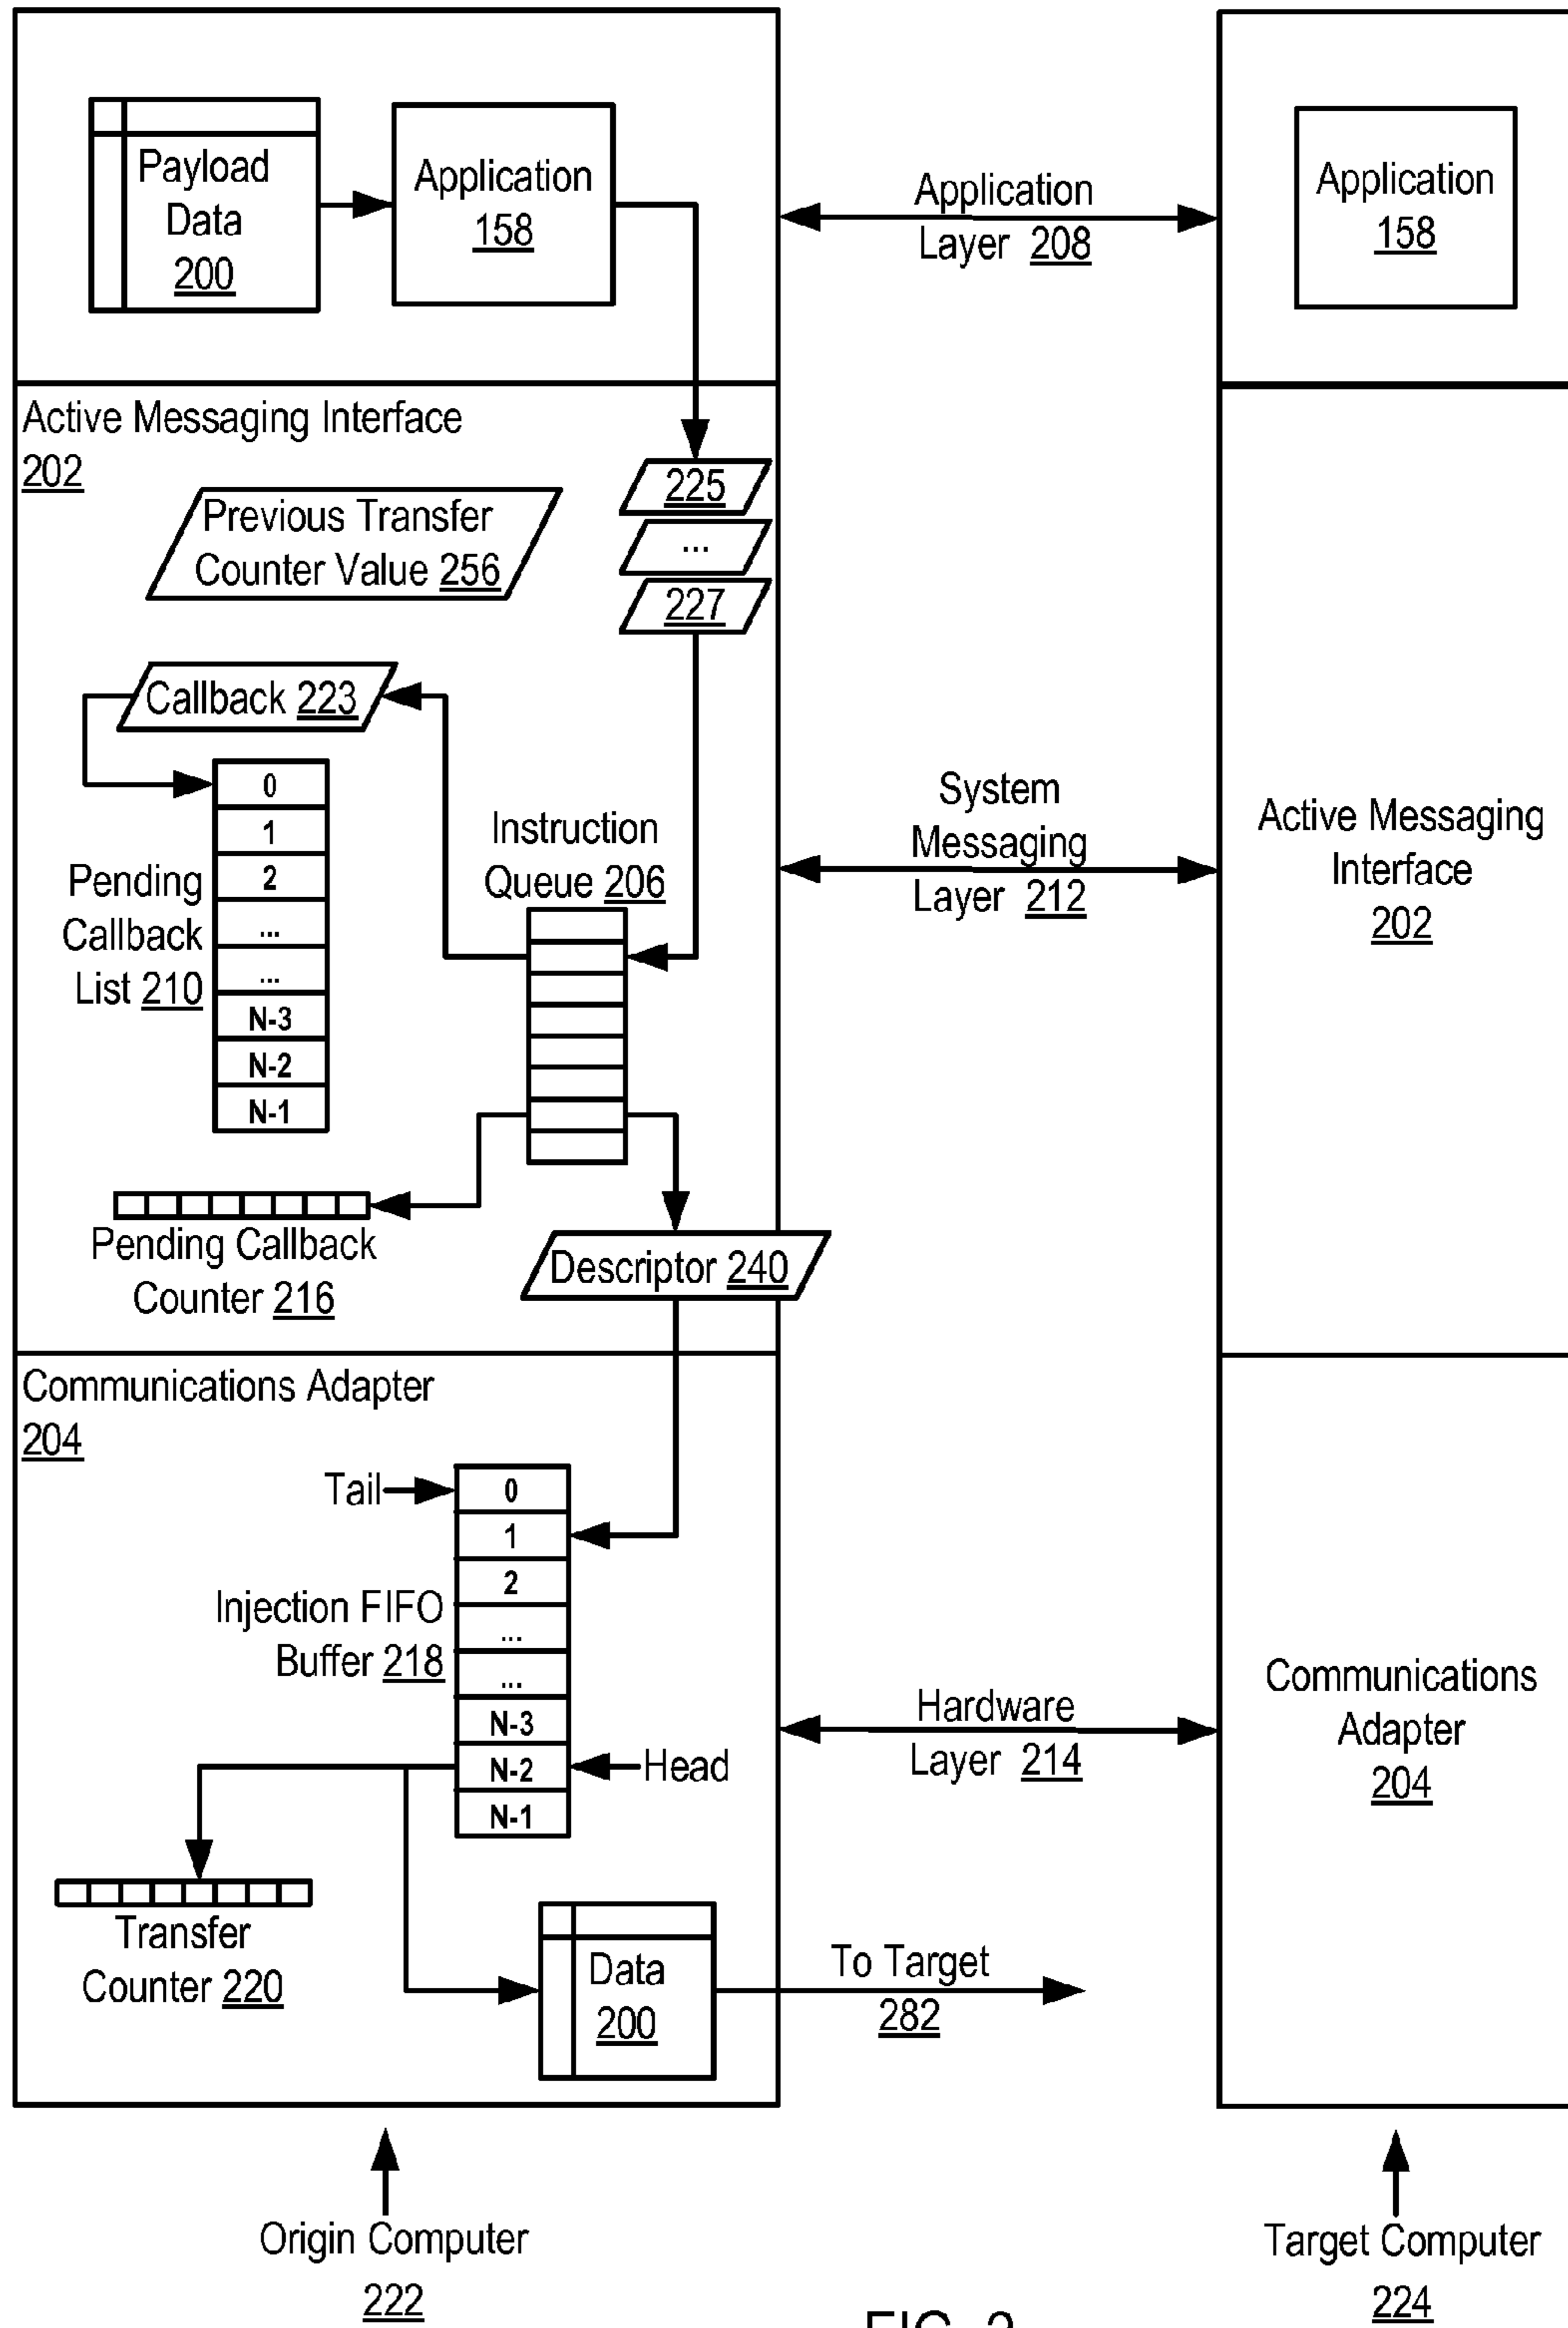 Payload
Data
200
Application
158
Application
Layer 208
Application
158
Active Messaging Interface
202
225
...
227
Previous Transfer
Counter Value 256
Callback 223
0
1
2
...
...
N-3
N-2
N-1
Pending
Callback
List 210
Instruction
Queue 206
System
Messaging
Layer 212
Active Messaging
Interface
202
Pending Callback
Counter 216
Descriptor 240
Communications Adapter
204
Tail
0
1
2
...
...
N-3
N-2
N-1
Injection FIFO
Buffer 218
Head
Hardware
Layer 214
Communications
Adapter
204
Transfer
Counter 220
Data
200
To Target
282
Origin Computer
222
Target Computer
224